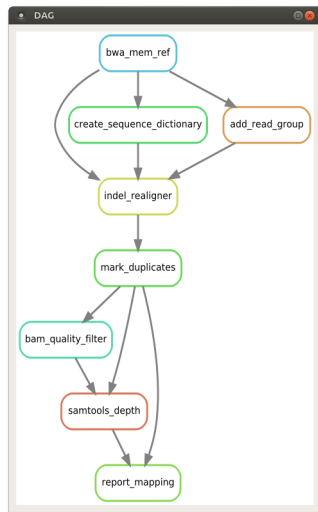 DAG
bwa_mem_ref
create_sequence_dictionary
add_read_group
indel_realigner
mark_duplicates
bam_quality_filter
samtools_depth
report_mapping